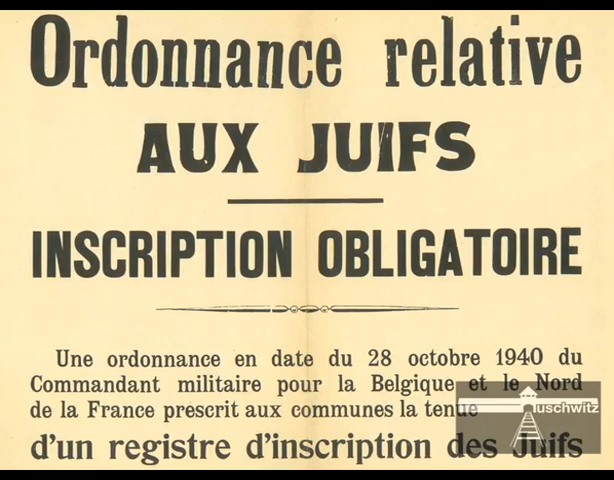 Ordonnance relative
AUX JUIFS
INSCRIPTION OBLIGATOIRE
Une ordonnance en date du 28 octobre 1940 du
Commandant militaire pour la Belgique et le Nord
de la France prescrit aux communes la tenue
d'un registre d'inscription des Juifs
uschwitz